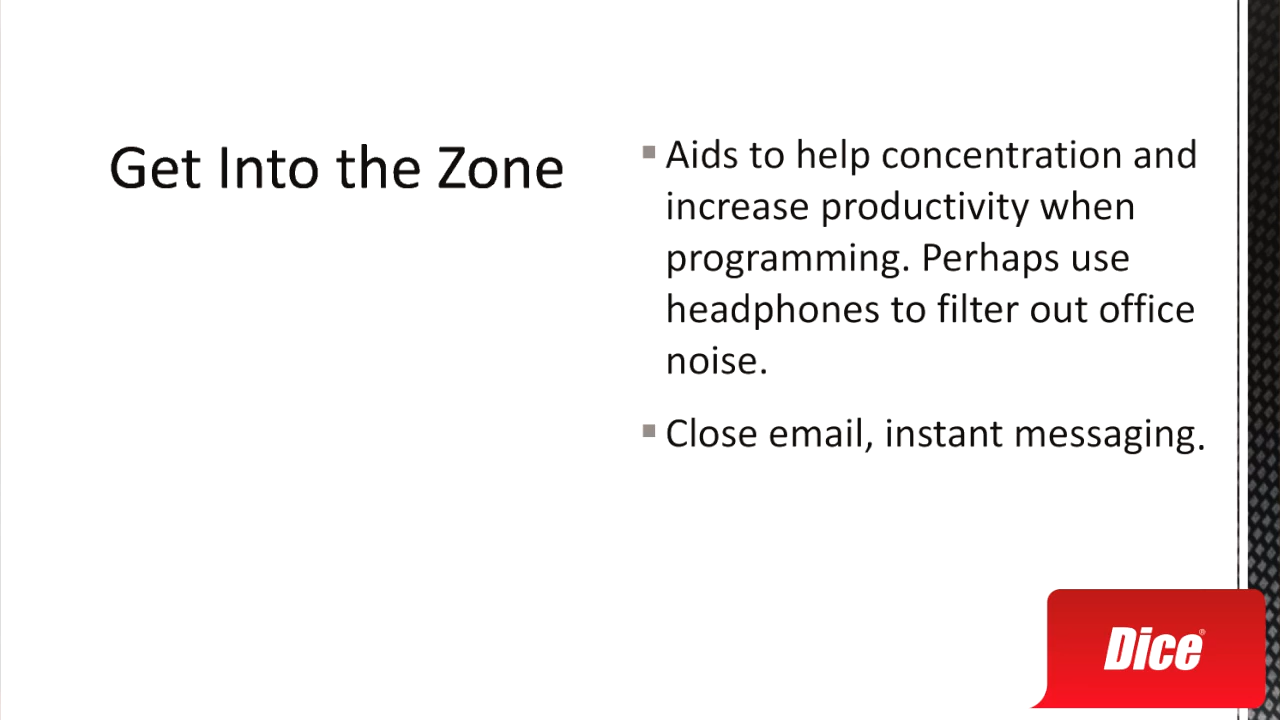 Get Into the Zone
Aids to help concentration and
increase productivity when
programming. Perhaps use
headphones to filter out office
noise.
Close email, instant messaging.
Dice®